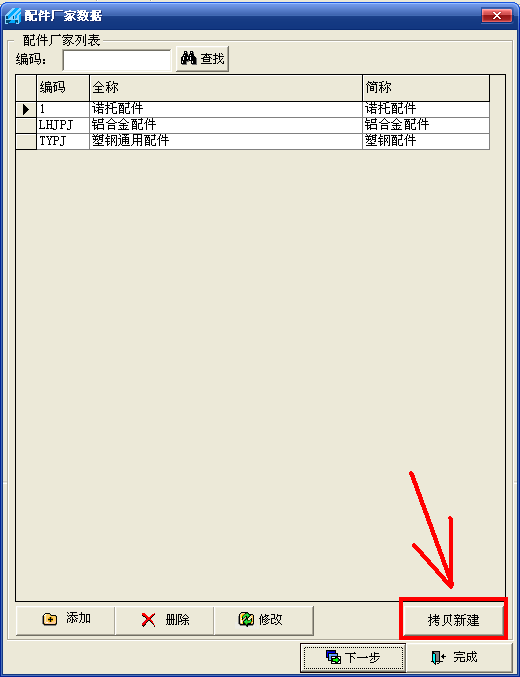 配件厂家数据
配件厂家列表
编码： 查找
编码 全称 简称
1 诺托配件 诺托配件
LHJPJ 铝合金配件 铝合金配件
TYPJ 塑钢通用配件 塑钢配件
添加 删除 修改 拷贝新建
下一步 完成